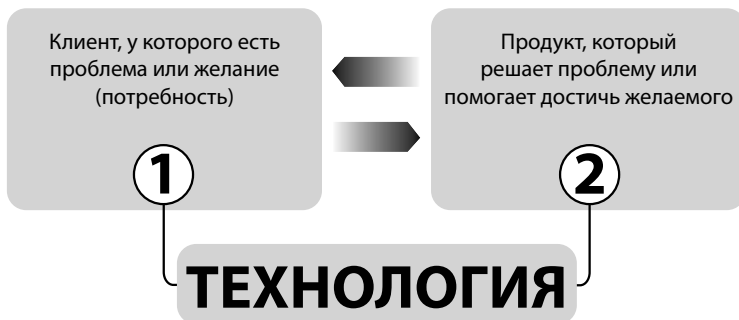 Клиент, у которого есть
проблема или желание
(потребность)
1
Продукт, который
решает проблему или
помогает достичь желаемого
2
ТЕХНОЛОГИЯ